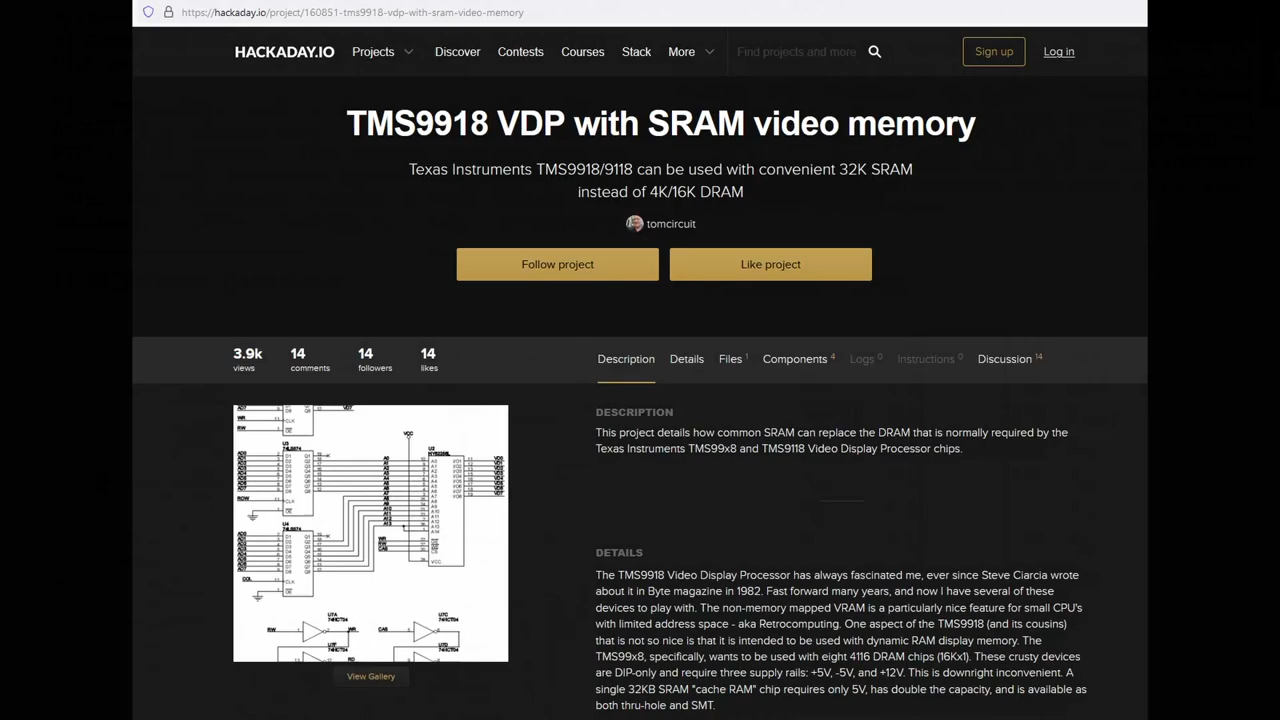 https://hackaday.io/project/160851-tms9918-vdp-with-sram-video-memory
HACKADAY.IO Projects Discover Contests Courses Stack More Find projects and more Sign up Log in
TMS9918 VDP with SRAM video memory
Texas Instruments TMS9918/9118 can be used with convenient 32K SRAM
instead of 4K/16K DRAM
tomcircuit
Follow project Like project
3.9k 14 14 14
views comments followers likes
Description Details Files 1 Components 4 Logs 0 Instructions 0 Discussion 14
DESCRIPTION
This project details how common SRAM can replace the DRAM that is normally required by the
Texas Instruments TMS99x8 and TMS9118 Video Display Processor chips.
VCC
U3
U2
U4
ROW
COL
U7A
U7C
RW
WR
CAS
View Gallery
DETAILS
The TMS9918 Video Display Processor has always fascinated me, ever since Steve Ciarcia wrote
about it in Byte magazine in 1982. Fast forward many years, and now I have several of these
devices to play with. The non-memory mapped VRAM is a particularly nice feature for small CPU's
with limited address space - aka Retrocomputing. One aspect of the TMS9918 (and its cousins)
that is not so nice is that it is intended to be used with dynamic RAM display memory. The
TMS99x8, specifically, wants to be used with eight 4116 DRAM chips (16Kx1). These crusty devices
are DIP-only and require three supply rails: +5V, -5V, and +12V. This is downright inconvenient. A
single 32KB SRAM "cache RAM" chip requires only 5V, has double the capacity, and is available as
both thru-hole and SMT.